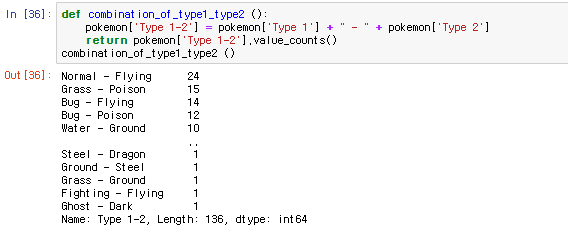 In [36]: def combination_of_type1_type2 ():
    pokemon['Type 1-2'] = pokemon['Type 1'] + " - " + pokemon['Type 2']
    return pokemon['Type 1-2'].value_counts()
combination_of_type1_type2 ()
Out[36]: Normal - Flying 24
Grass - Poison 15
Bug - Flying 14
Bug - Poison 12
Water - Ground 10
..
Steel - Dragon 1
Ground - Steel 1
Grass - Ground 1
Fighting - Flying 1
Ghost - Dark 1
Name: Type 1-2, Length: 136, dtype: int64